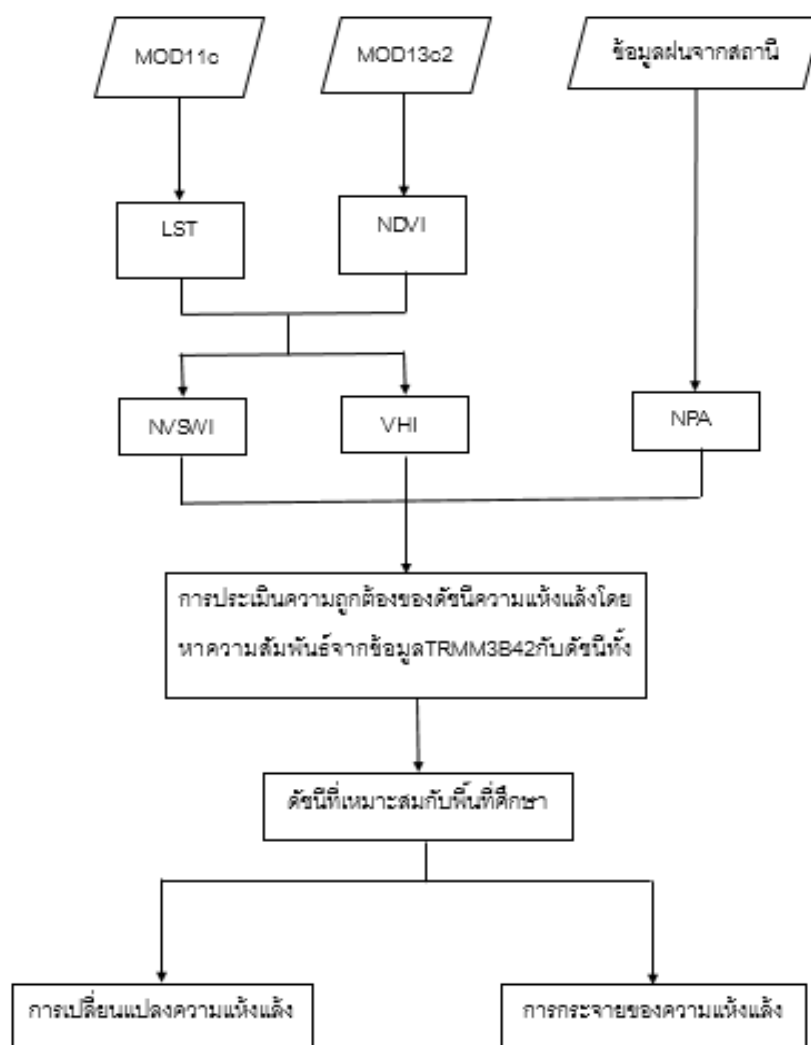 MOD11c
MOD13c2
ข้อมูลฝนจากสถานี
LST
NDVI
NVSWI
VHI
NPA
การประเมินความถูกต้องของดัชนีความแห้งแล้งโดย
หาความสัมพันธ์จากข้อมูลTRMM3B42กับดัชนีทั้ง
ดัชนีที่เหมาะสมกับพื้นที่ศึกษา
การเปลี่ยนแปลงความแห้งแล้ง
การกระจายของความแห้งแล้ง